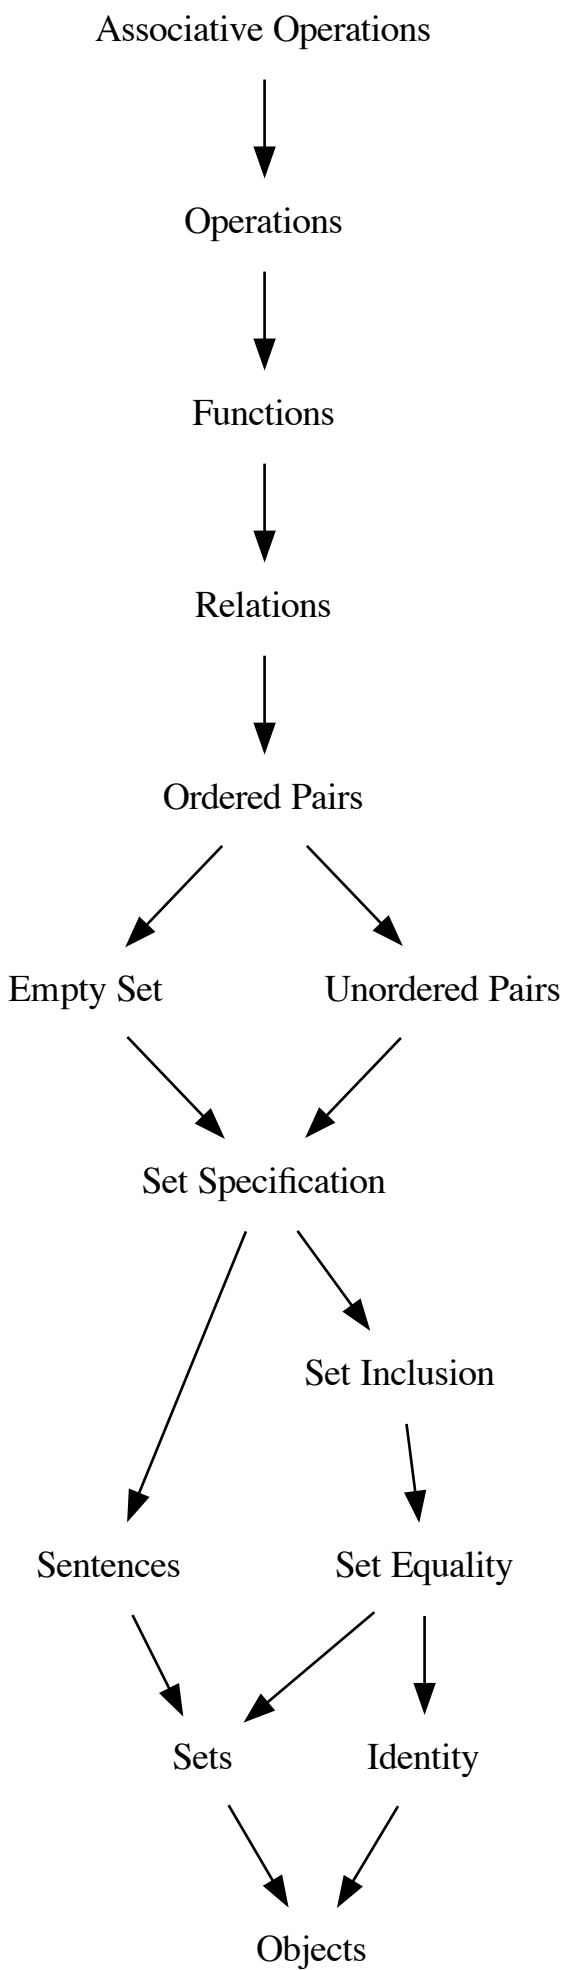 Associative Operations
Operations
Functions
Relations
Ordered Pairs
Empty Set
Unordered Pairs
Set Specification
Set Inclusion
Sentences
Set Equality
Sets
Identity
Objects